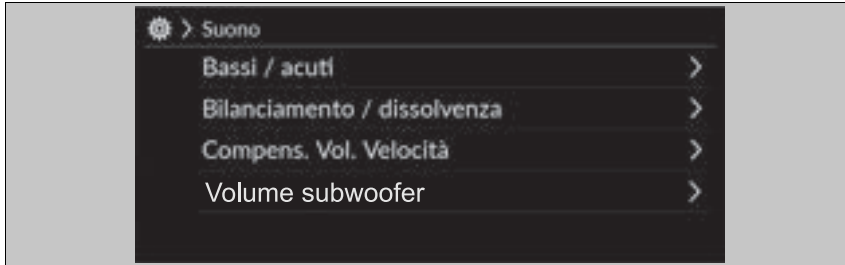 > Suono
Bassi / acuti >
Bilanciamento / dissolvenza >
Compens. Vol. Velocità >
Volume subwoofer >